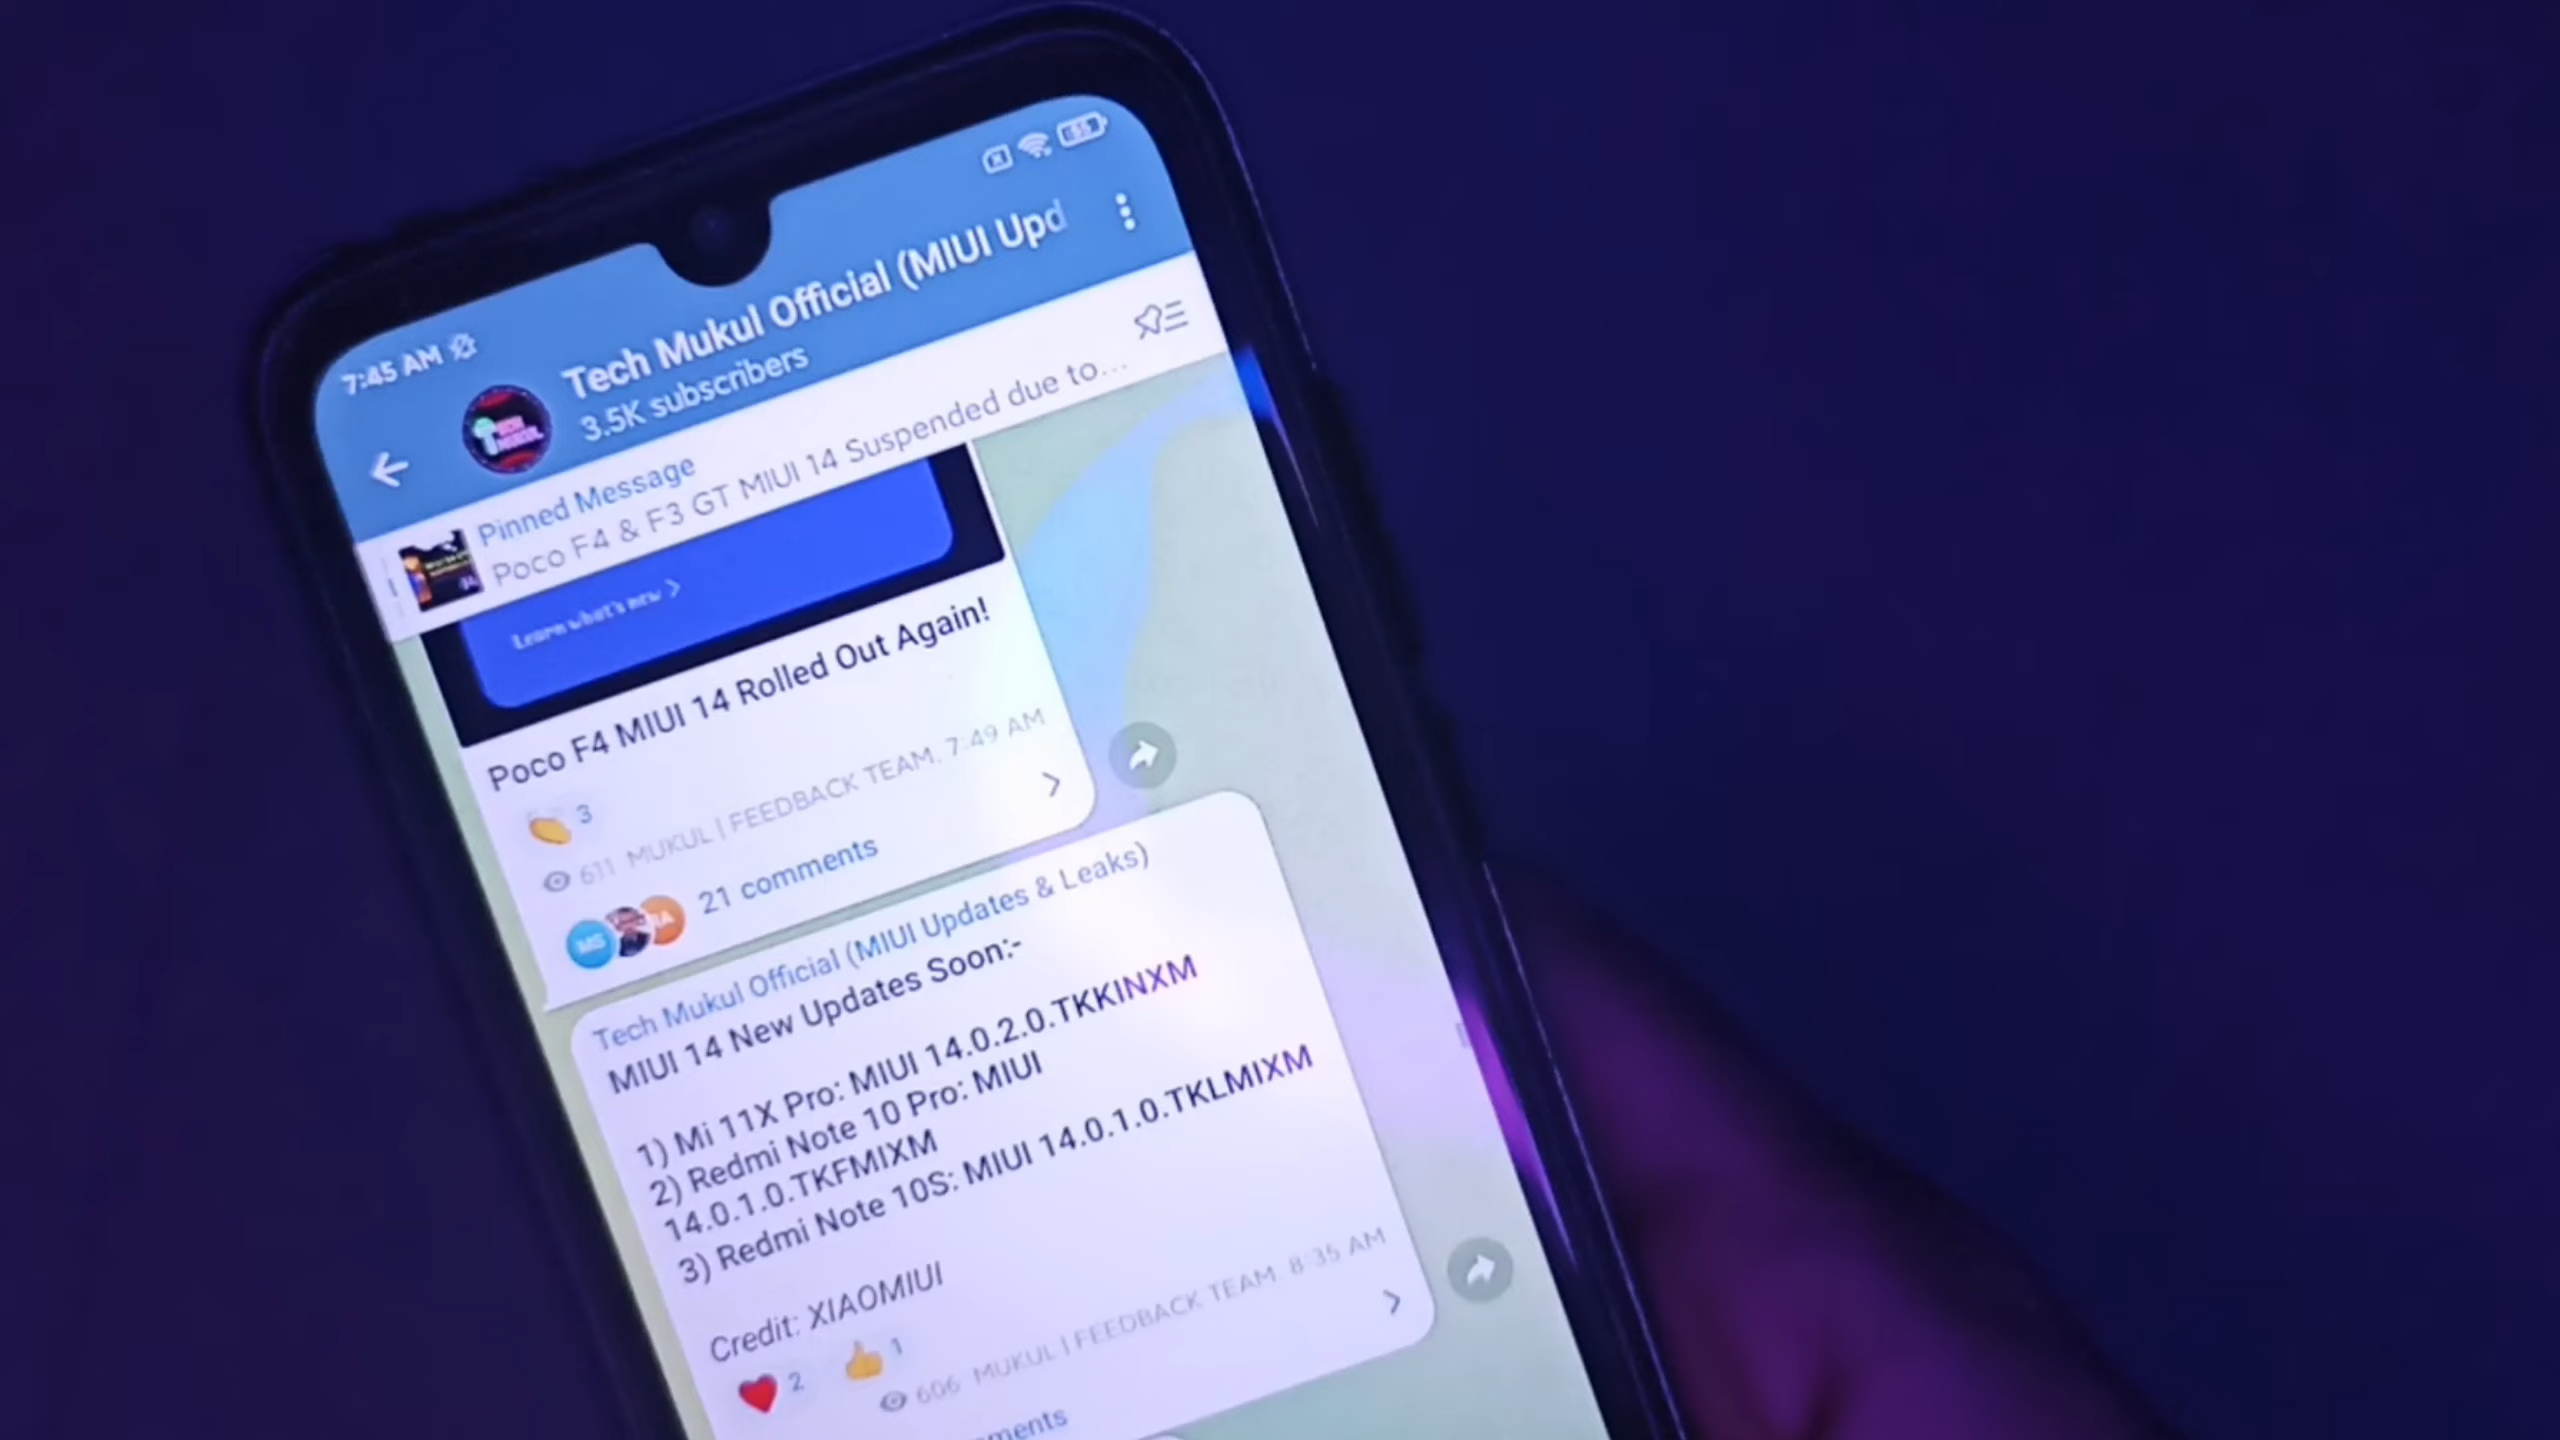 7:45 AM
55
Tech Mukul Official (MIUI Upd
3.5K subscribers
Pinned Message
Poco F4 & F3 GT MIUI 14 Suspended due to...
Learn what's new >
Poco F4 MIUI 14 Rolled Out Again!
3
611 MUKUL | FEEDBACK TEAM, 7:49 AM
MS
21 comments
Tech Mukul Official (MIUI Updates & Leaks)
MIUI 14 New Updates Soon:-
1) Mi 11X Pro: MIUI 14.0.2.0.TKKINXM
2) Redmi Note 10 Pro: MIUI
14.0.1.0.TKFMIXM
3) Redmi Note 10S: MIUI 14.0.1.0.TKLMIXM
Credit: XIAOMIUI
2 1
606 MUKUL | FEEDBACK TEAM 8:35 AM
mments